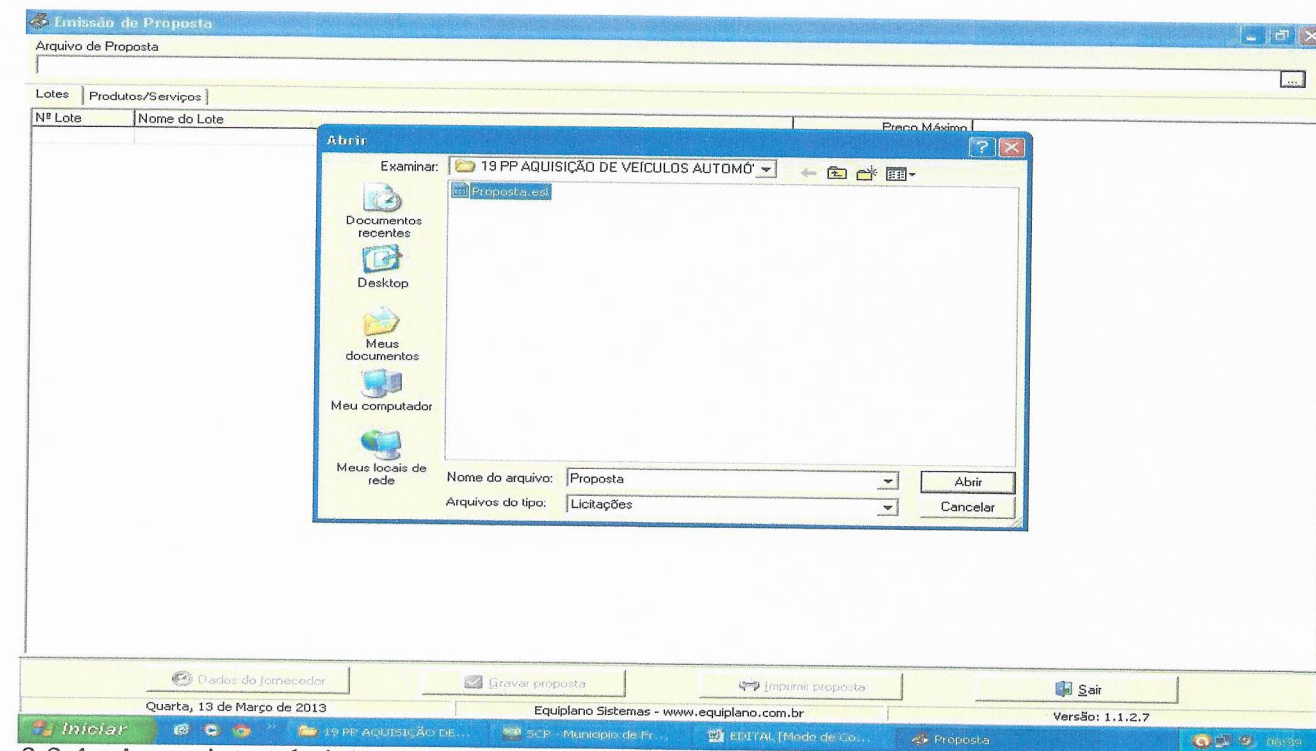 Emissão de Proposta
Arquivo de Proposta
...
Lotes Produtos/Serviços
Nº Lote Nome do Lote Preço Máximo
Abrir
Examinar: 19 PP AQUISIÇÃO DE VEÍCULOS AUTOMÓ'
Proposta.esl
Documentos
recentes
Desktop
Meus
documentos
Meu computador
Meus locais de
rede
Nome do arquivo: Proposta Abrir
Arquivos do tipo: Licitações Cancelar
Dados do fornecedor Gravar proposta Imprimir proposta Sair
Quarta, 13 de Março de 2013 Equiplano Sistemas - www.equiplano.com.br Versão: 1.1.2.7
Iniciar 19 PP AQUISIÇÃO DE... SCP - Município de Pr... EDITAL [Modo de Co... Proposta 08:39